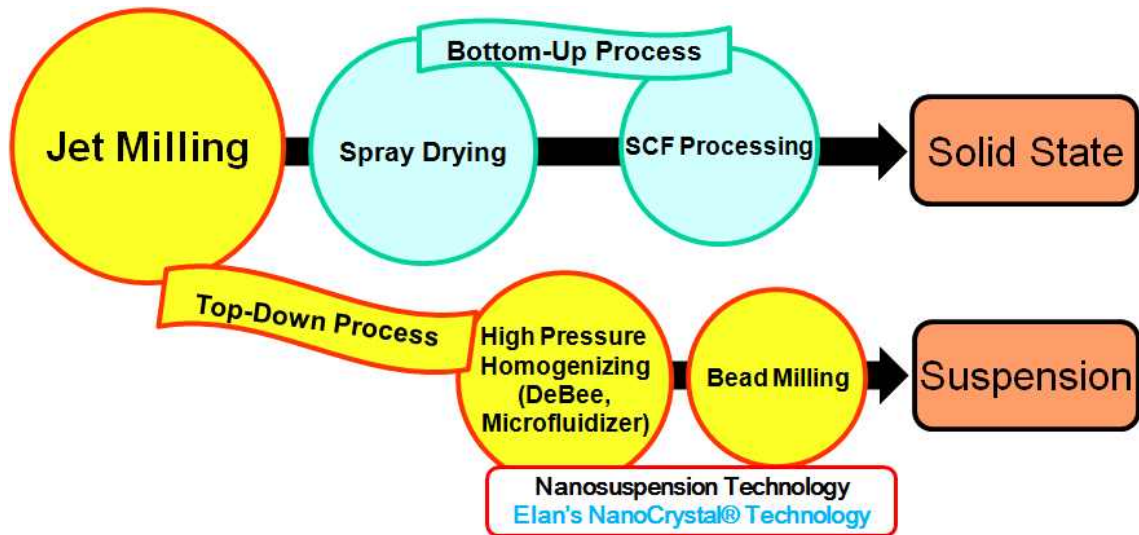 Bottom-Up Process
Jet Milling
Spray Drying
SCF Processing
Solid State
Top-Down Process
High Pressure
Homogenizing
(DeBee,
Microfluidizer)
Bead Milling
Suspension
Nanosuspension Technology
Elan's NanoCrystal® Technology